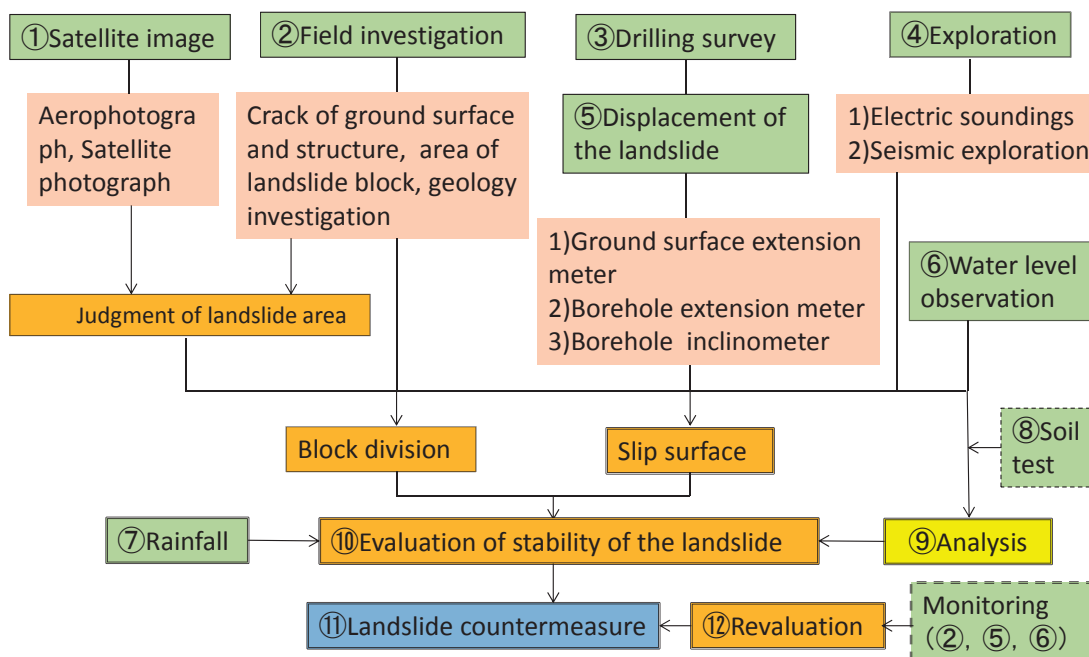 ①Satellite image
②Field investigation
③Drilling survey
④Exploration
Aerophotogra
ph, Satellite
photograph
Crack of ground surface
and structure, area of
landslide block, geology
investigation
⑤Displacement of
the landslide
1)Electric soundings
2)Seismic exploration
1)Ground surface extension
meter
2)Borehole extension meter
3)Borehole inclinometer
⑥Water level
observation
Judgment of landslide area
Block division
Slip surface
⑧Soil
test
⑦Rainfall
⑩Evaluation of stability of the landslide
⑨Analysis
⑪Landslide countermeasure
⑫Revaluation
Monitoring
(②, ⑤, ⑥)